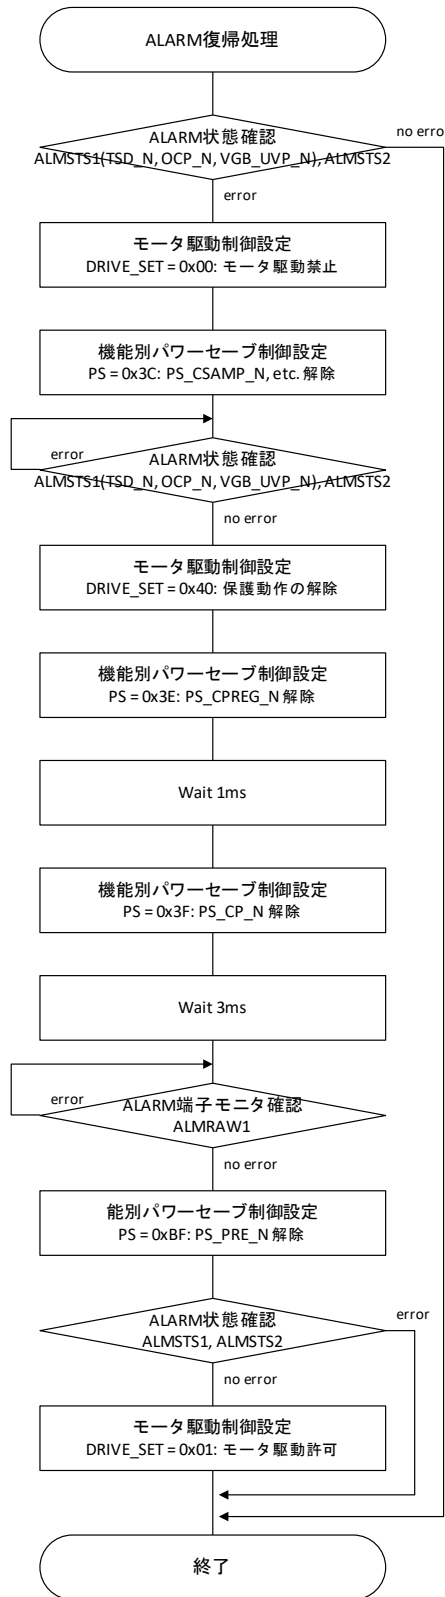 ALARM復帰処理
ALARM状態確認
ALMSTS1(TSD_N, OCP_N, VGB_UVP_N), ALMSTS2
no erro
error
モータ駆動制御設定
DRIVE_SET = 0x00: モータ駆動禁止
機能別パワーセーブ制御設定
PS = 0x3C: PS_CSAMP_N, etc. 解除
error
ALARM状態確認
ALMSTS1(TSD_N, OCP_N, VGB_UVP_N), ALMSTS2
no error
モータ駆動制御設定
DRIVE_SET = 0x40: 保護動作の解除
機能別パワーセーブ制御設定
PS = 0x3E: PS_CPREG_N 解除
Wait 1ms
機能別パワーセーブ制御設定
PS = 0x3F: PS_CP_N 解除
Wait 3ms
error
ALARM端子モニタ確認
ALMRAW1
no error
能別パワーセーブ制御設定
PS = 0xBF: PS_PRE_N 解除
ALARM状態確認
ALMSTS1, ALMSTS2
error
no error
モータ駆動制御設定
DRIVE_SET = 0x01: モータ駆動許可
終了